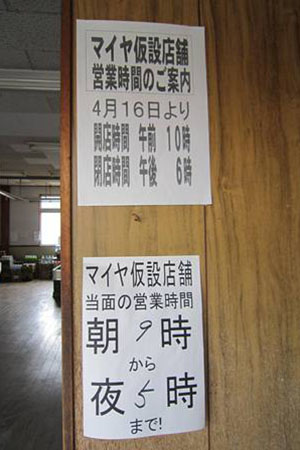 マイヤ仮設店舗
営業時間のご案内
4月16日より
開店時間 午前 10時
閉店時間 午後 6時
マイヤ仮設店舗
当面の営業時間
朝9時
から
夜5時
まで!